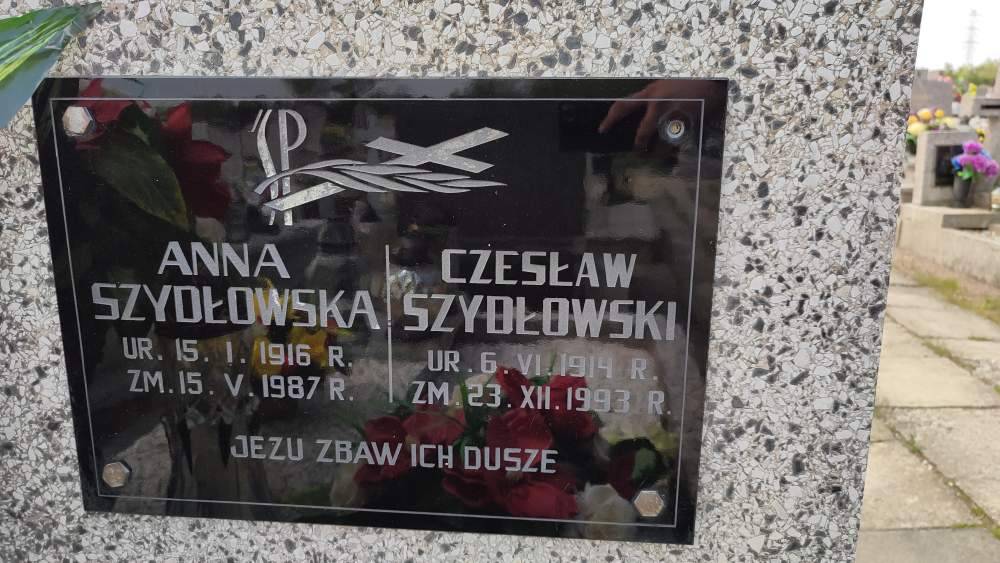 ANNA
SZYDŁOWSKA
UR. 15. I. 1916 R.
ZM. 15. V. 1987 R.
CZESŁAW
SZYDŁOWSKI
UR. 6. VI. 1914 R.
ZM. 23. XII. 1993 R.
JEZU ZBAW ICH DUSZE